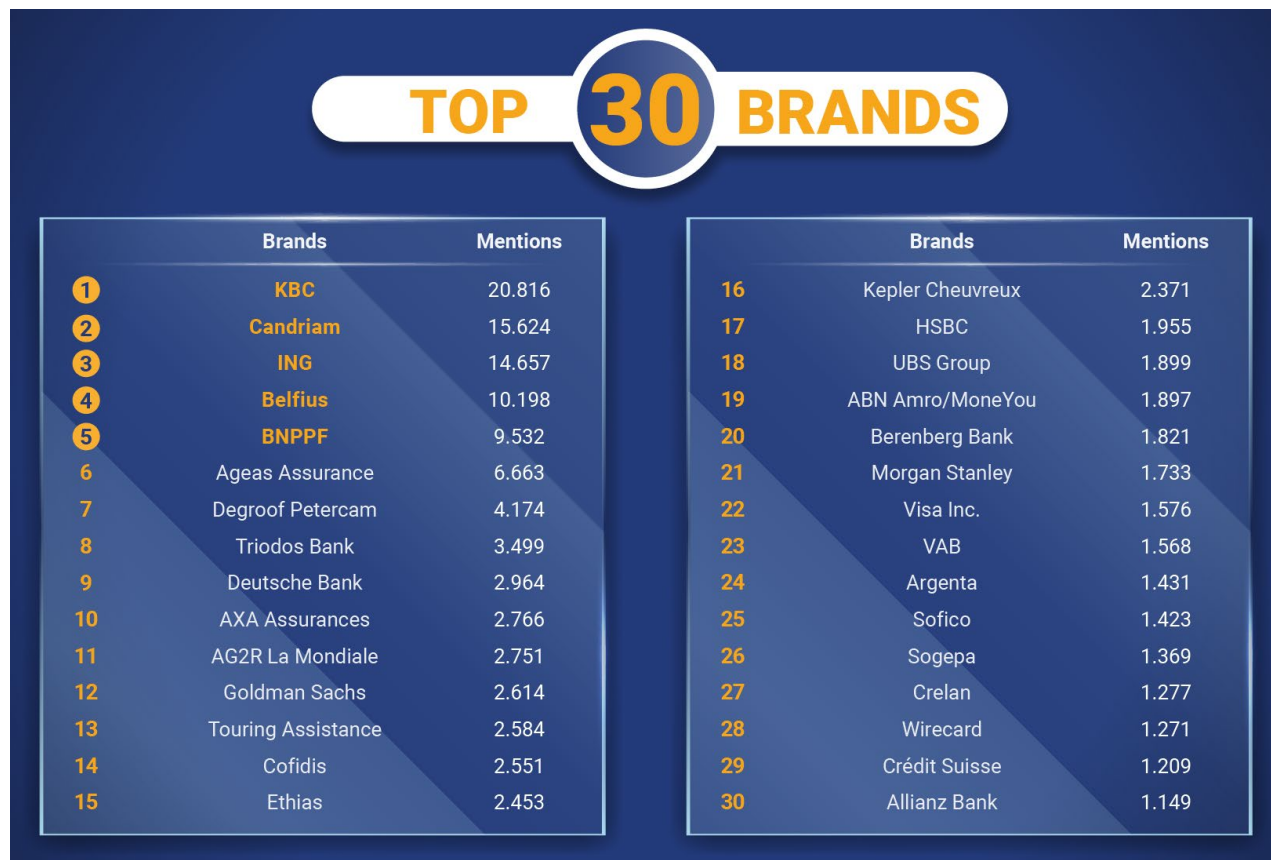 TOP 30 BRANDS
Brands Mentions
1 KBC 20.816
2 Candriam 15.624
3 ING 14.657
4 Belfius 10.198
5 BNPPF 9.532
6 Ageas Assurance 6.663
7 Degroof Petercam 4.174
8 Triodos Bank 3.499
9 Deutsche Bank 2.964
10 AXA Assurances 2.766
11 AG2R La Mondiale 2.751
12 Goldman Sachs 2.614
13 Touring Assistance 2.584
14 Cofidis 2.551
15 Ethias 2.453
Brands Mentions
16 Kepler Cheuvreux 2.371
17 HSBC 1.955
18 UBS Group 1.899
19 ABN Amro/MoneYou 1.897
20 Berenberg Bank 1.821
21 Morgan Stanley 1.733
22 Visa Inc. 1.576
23 VAB 1.568
24 Argenta 1.431
25 Sofico 1.423
26 Sogepa 1.369
27 Crelan 1.277
28 Wirecard 1.271
29 Crédit Suisse 1.209
30 Allianz Bank 1.149